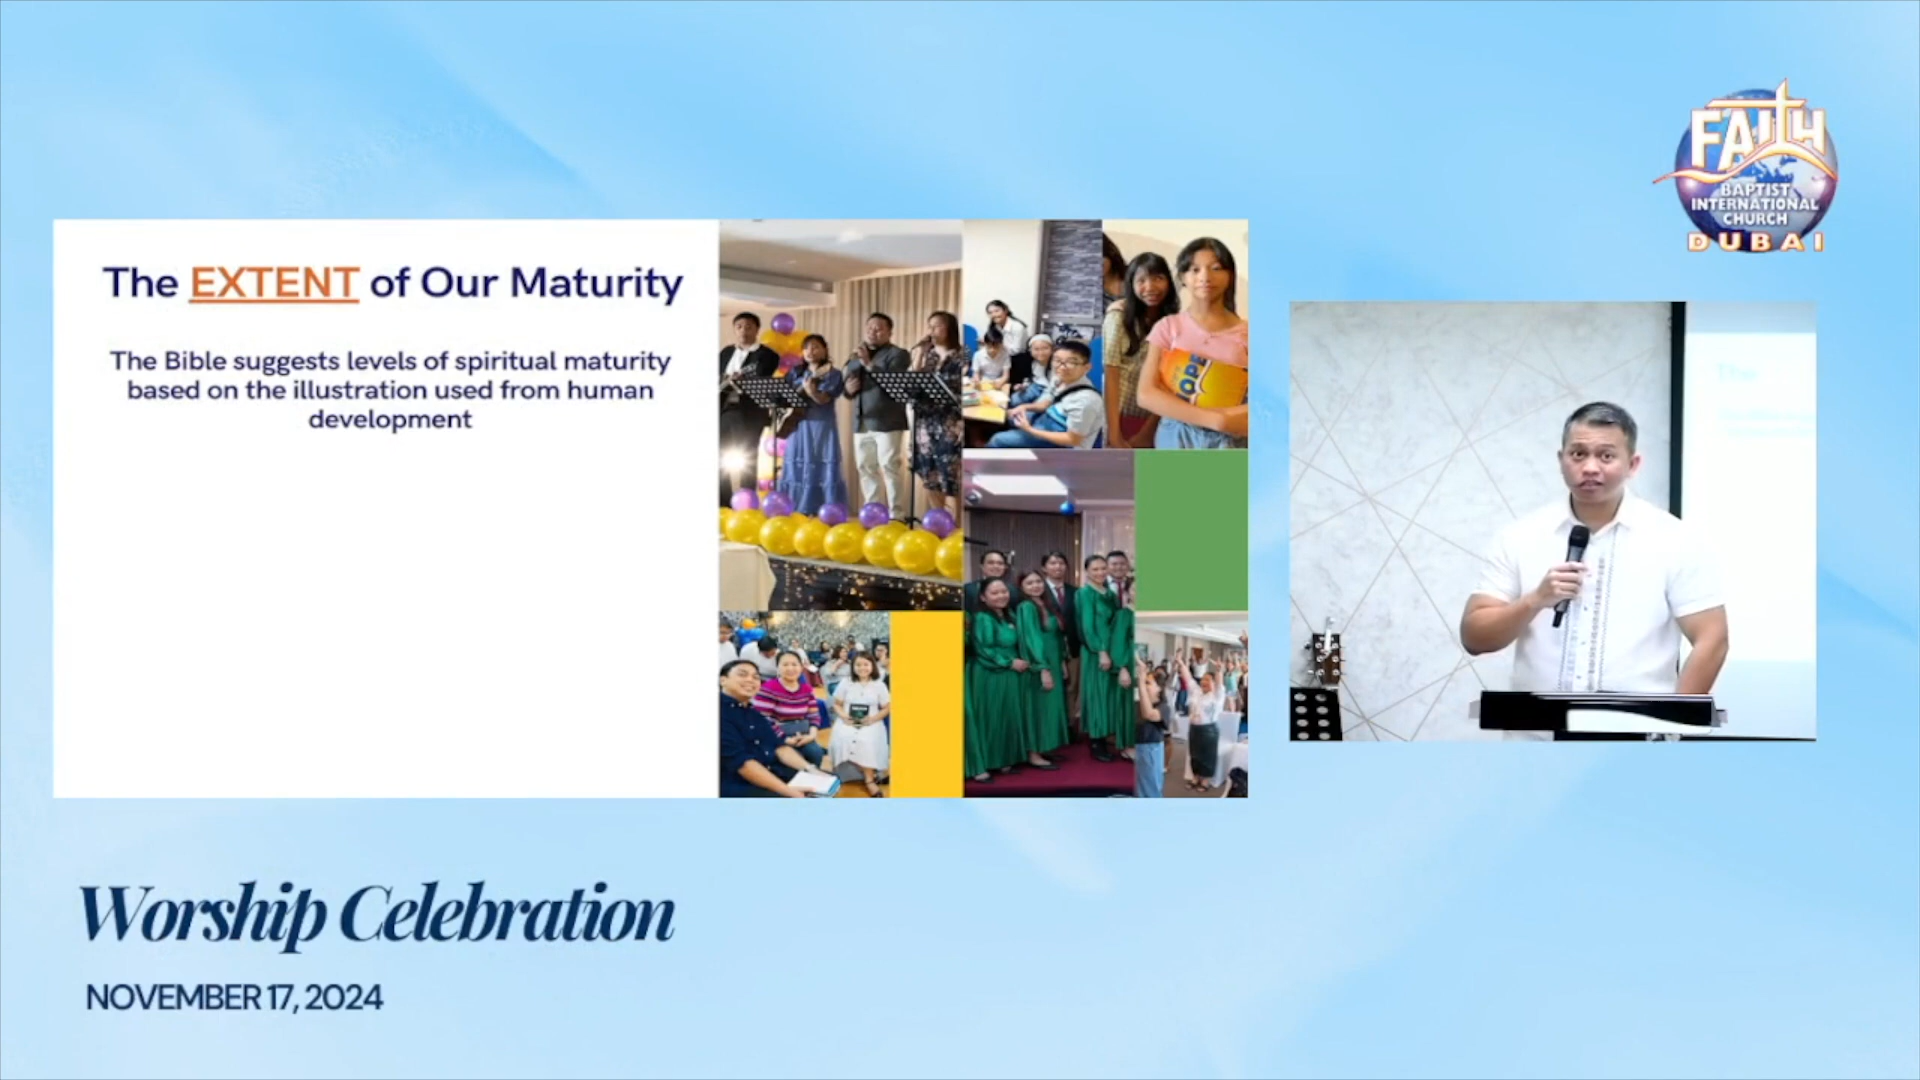 FAITH
BAPTIST
INTERNATIONAL
CHURCH
DUBAI
The EXTENT of Our Maturity
The Bible suggests levels of spiritual maturity
based on the illustration used from human
development
HOPE
Worship Celebration
NOVEMBER 17, 2024